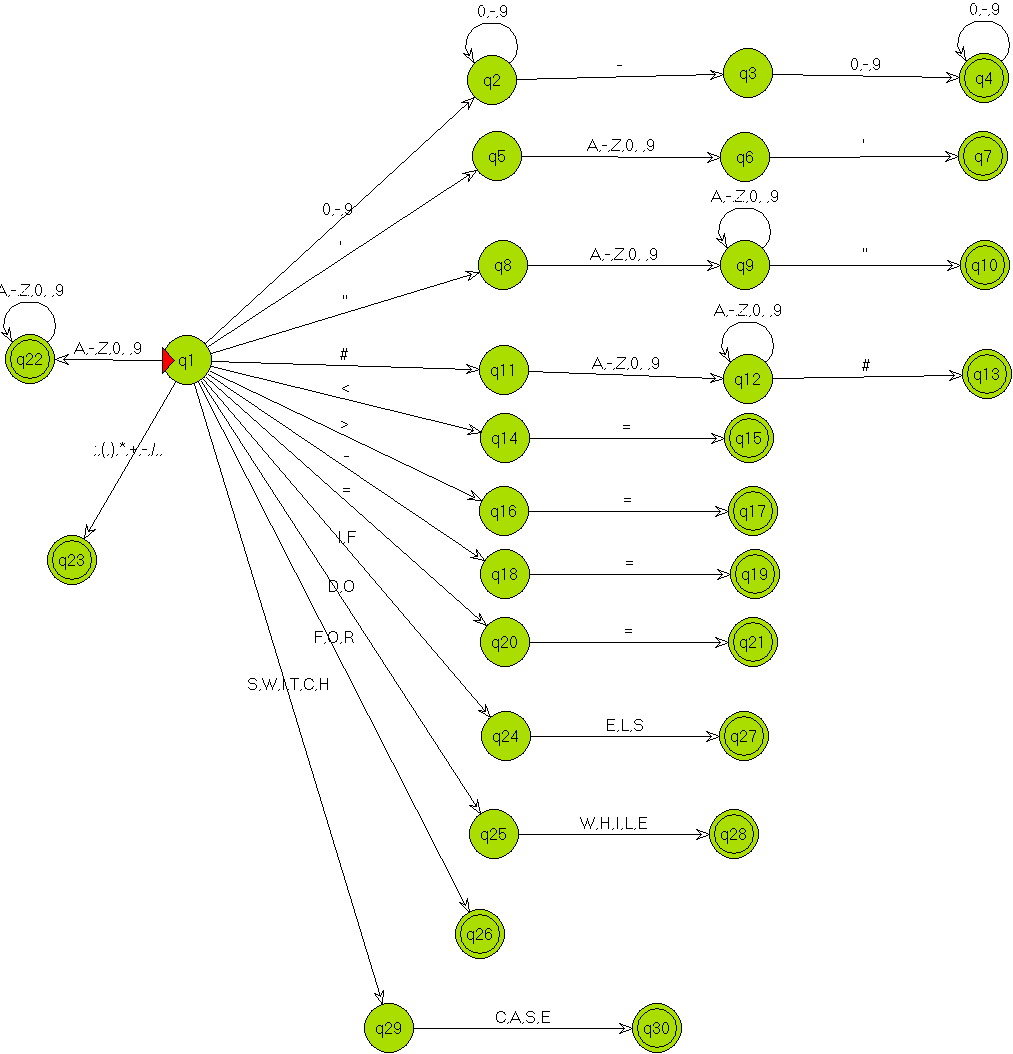 0,-,9
0,-,9
q2
-
q3
0,-,9
q4
q5
A,-,Z,0, ,9
q6
'
q7
0,-,9
'
A,-,Z,0, ,9
q8
A,-,Z,0, ,9
q9
"
q10
"
A,-,Z,0, ,9
A,-,Z,0, ,9
q22
A,-,Z,0, ,9
q1
#
q11
A,-,Z,0, ,9
q12
#
q13
<
q14
=
q15
>
-
=
q16
=
q17
I,F
q23
q18
=
q19
D,O
F,O,R
q20
=
q21
S,W,I,T,C,H
q24
E,L,S
q27
q25
W,H,I,L,E
q28
q26
q29
C,A,S,E
q30